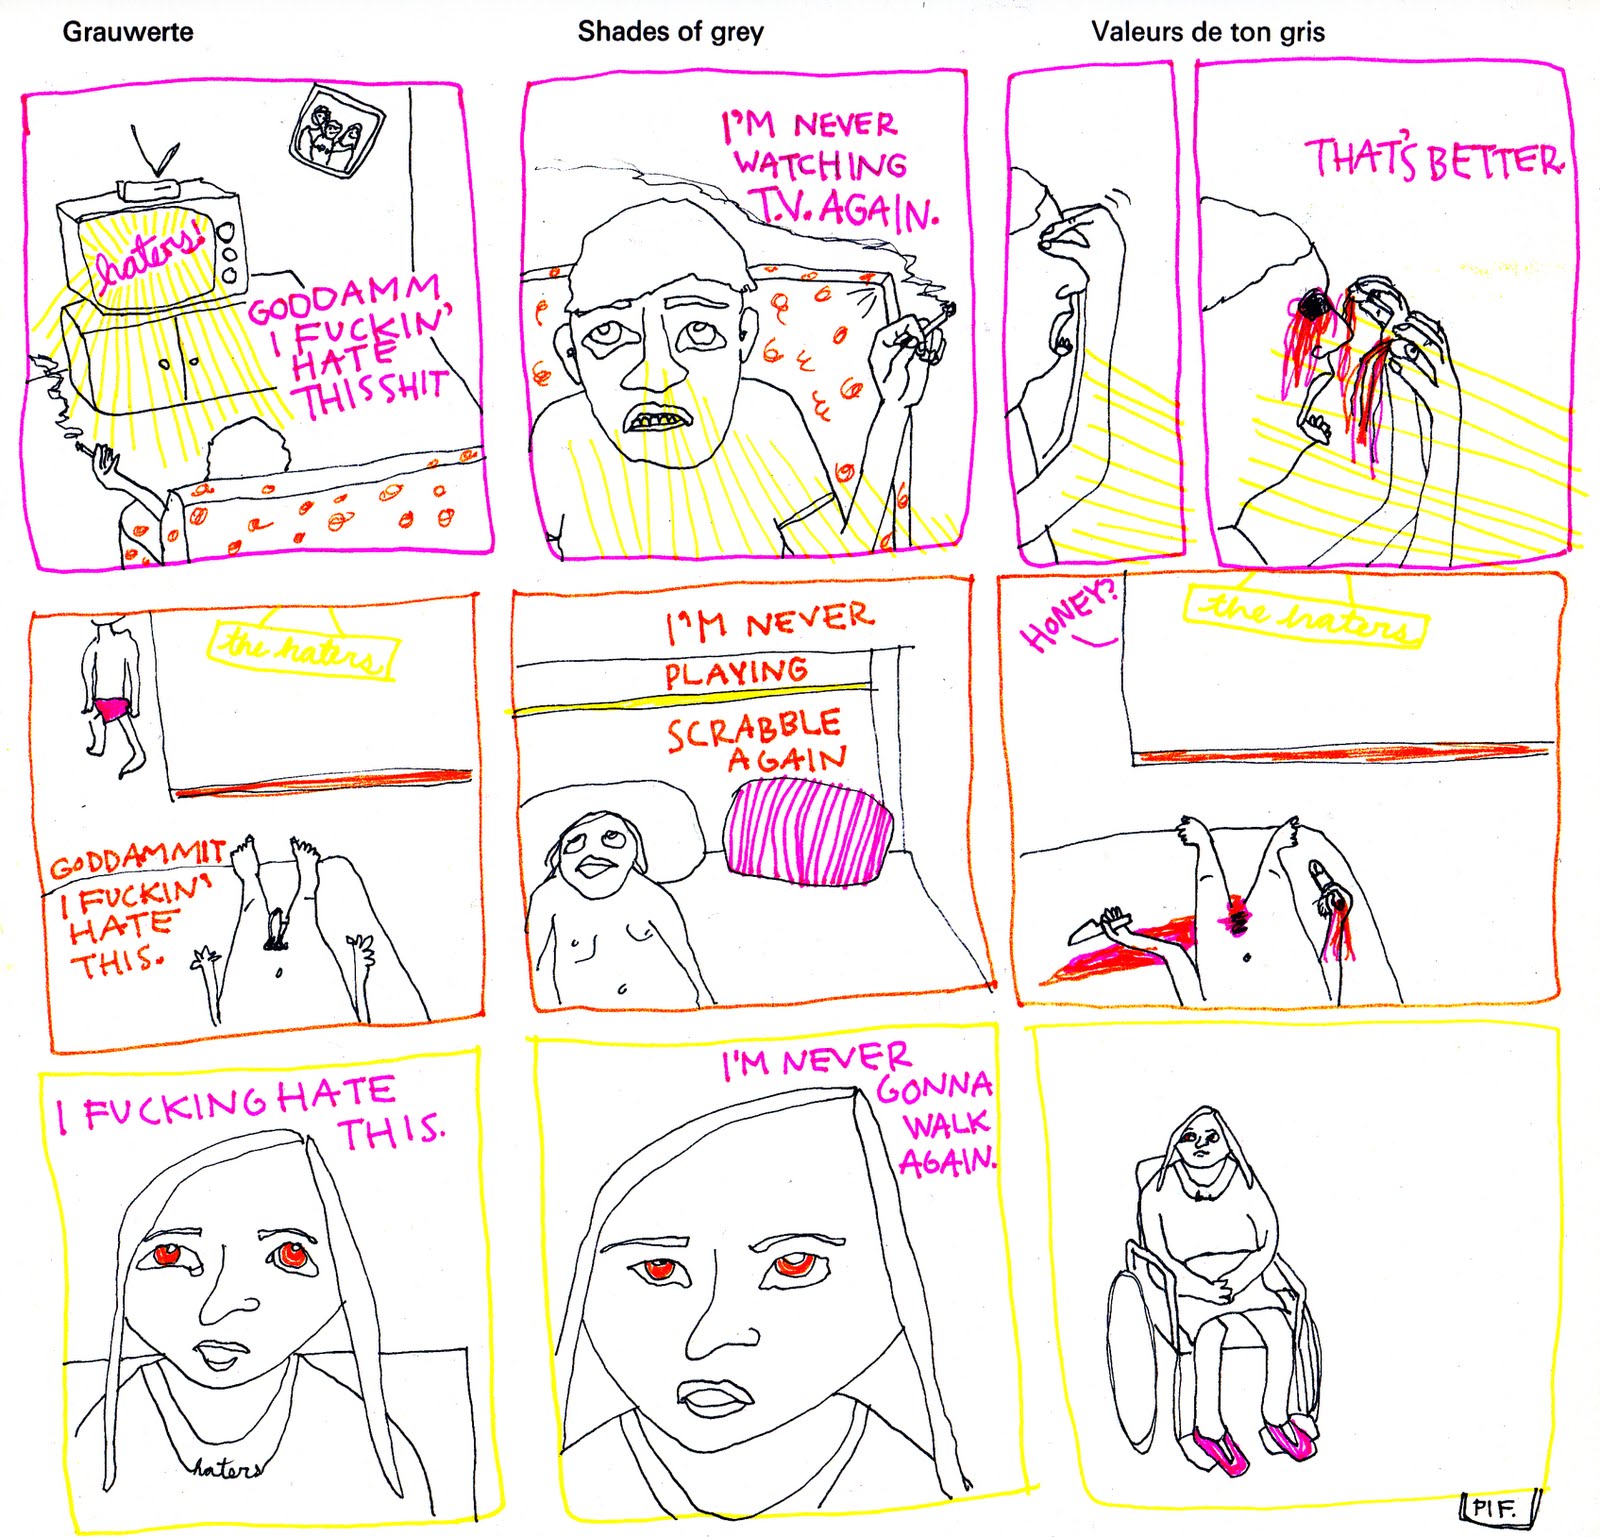 Grauwerte
Shades of grey
Valeurs de ton gris
haters!
GODDAMM
I FUCKIN'
HATE
THIS SHIT
I'M NEVER
WATCHING
T.V. AGAIN.
THAT'S BETTER.
the haters
GODDAMMIT
I FUCKIN'
HATE
THIS.
I'M NEVER
PLAYING
SCRABBLE
AGAIN
HONEY?
the haters
I FUCKING HATE
THIS.
haters
I'M NEVER
GONNA
WALK
AGAIN.
PIF.